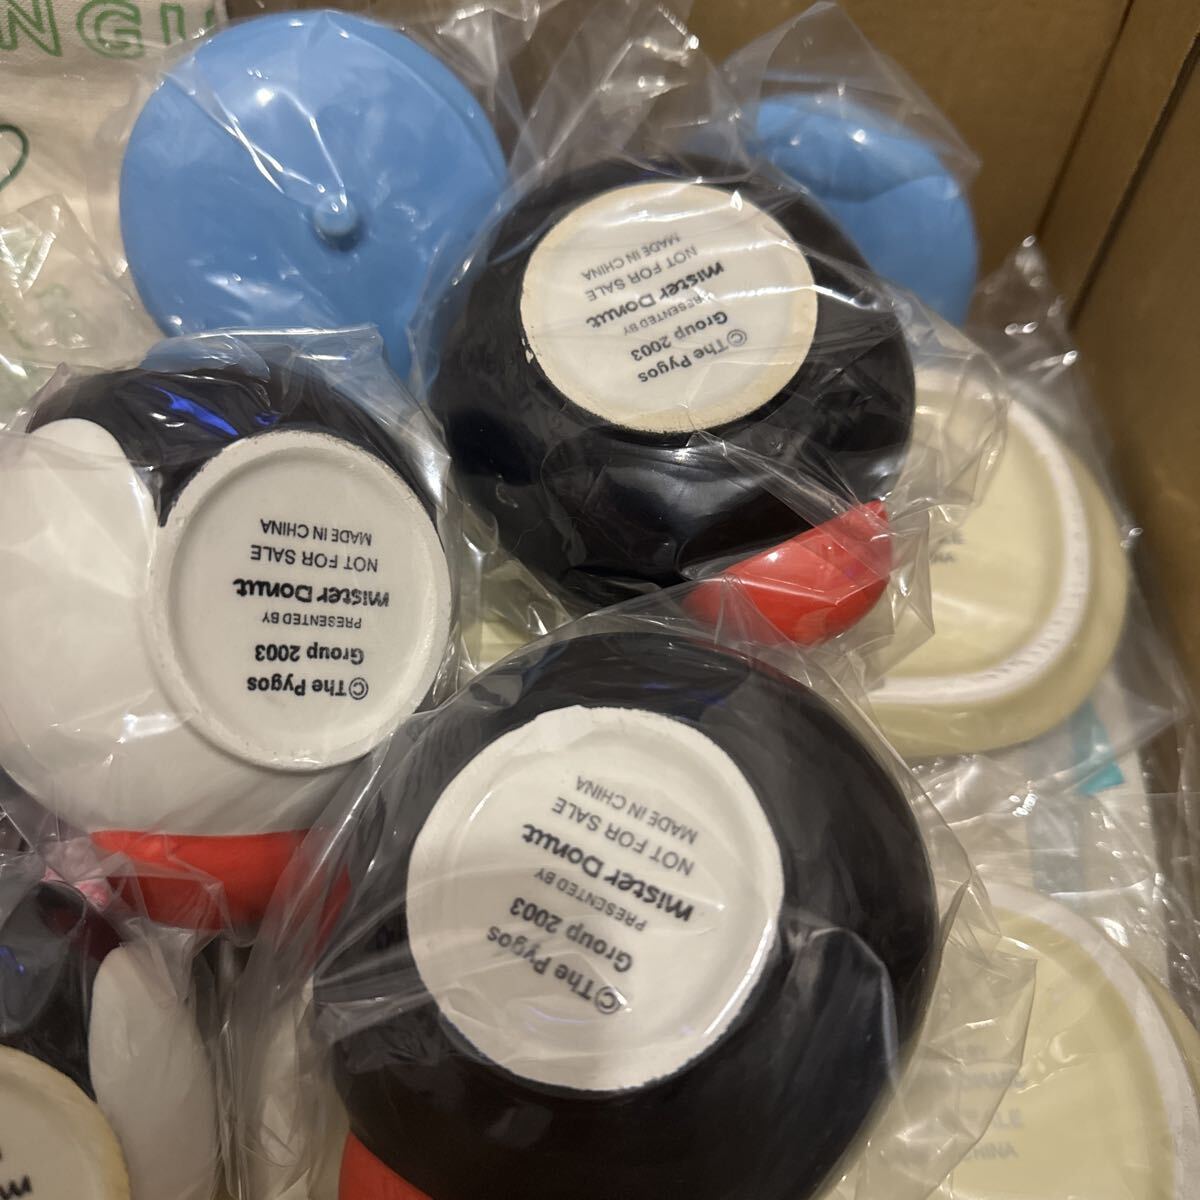 NGU
© The Pygos
Group 2003
PRESENTED BY
mister Donut
NOT FOR SALE
MADE IN CHINA
© The Pygos
Group 2003
PRESENTED BY
mister Donut
NOT FOR SALE
MADE IN CHINA
© The Pygos
Group 2003
PRESENTED BY
mister Donut
NOT FOR SALE
MADE IN CHINA